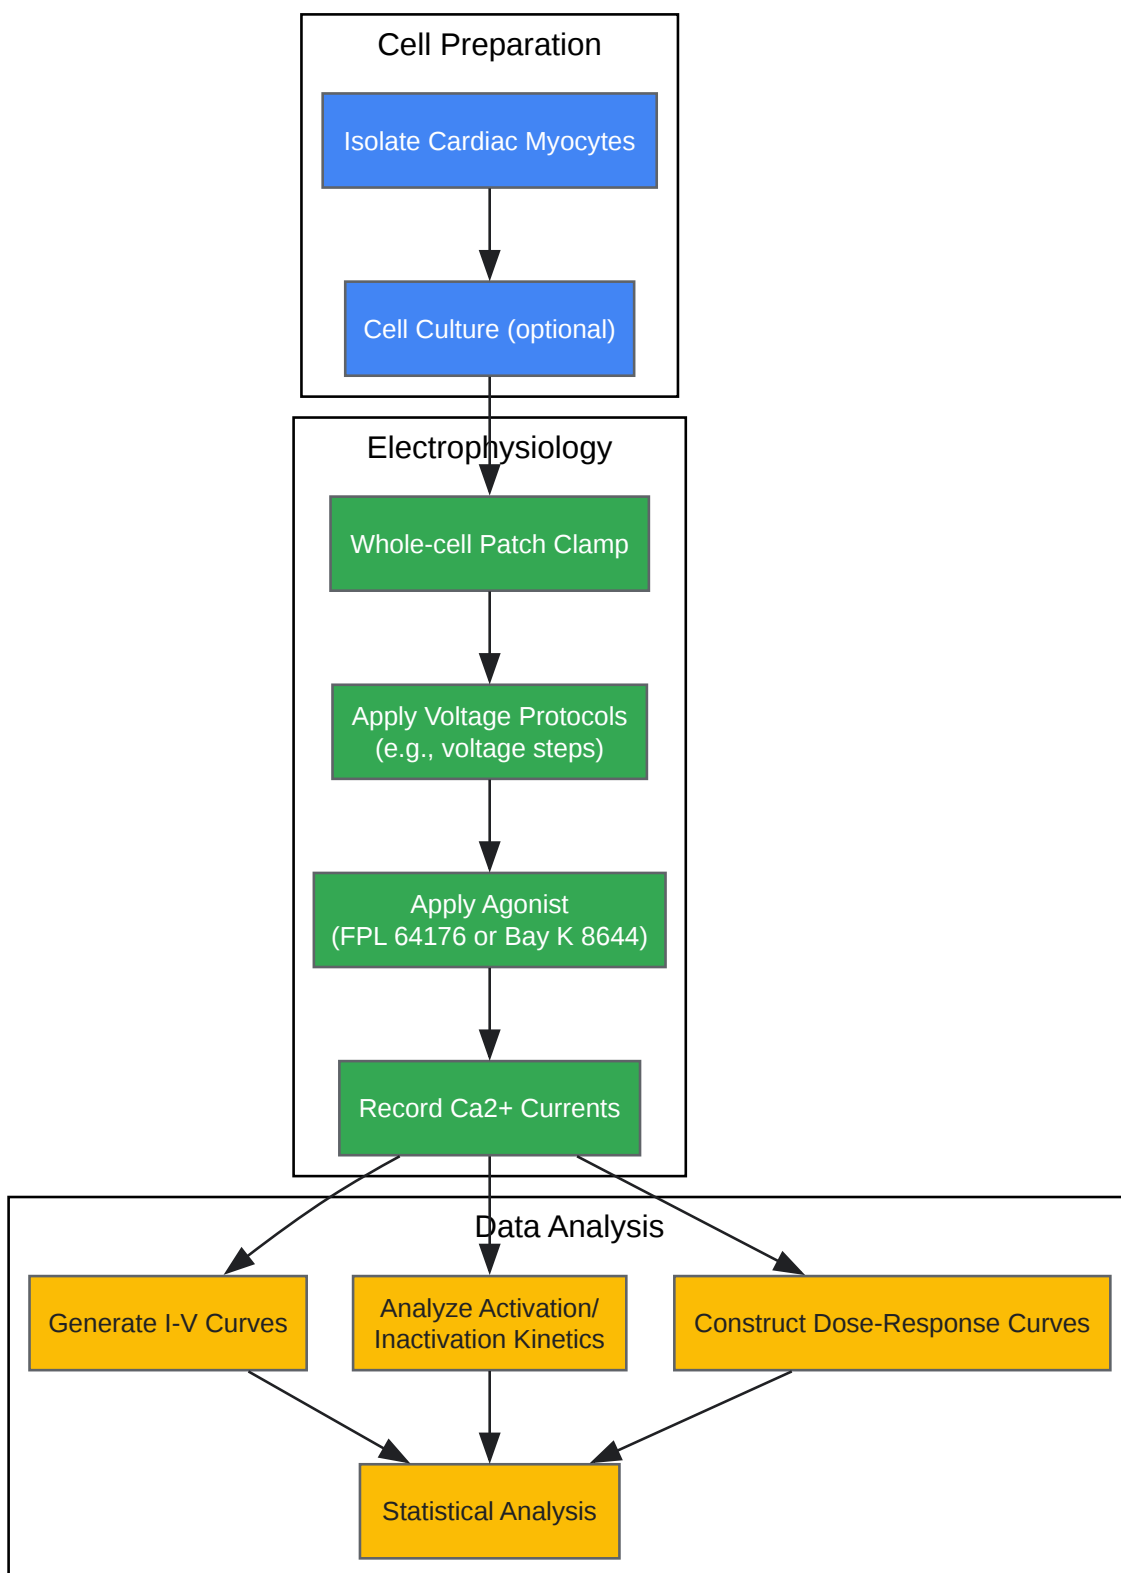 Cell Preparation
Isolate Cardiac Myocytes
Cell Culture (optional)
Electrophysiology
Whole-cell Patch Clamp
Apply Voltage Protocols
(e.g., voltage steps)
Apply Agonist
(FPL 64176 or Bay K 8644)
Record Ca2+ Currents
Data Analysis
Generate I-V Curves
Analyze Activation/
Inactivation Kinetics
Construct Dose-Response Curves
Statistical Analysis